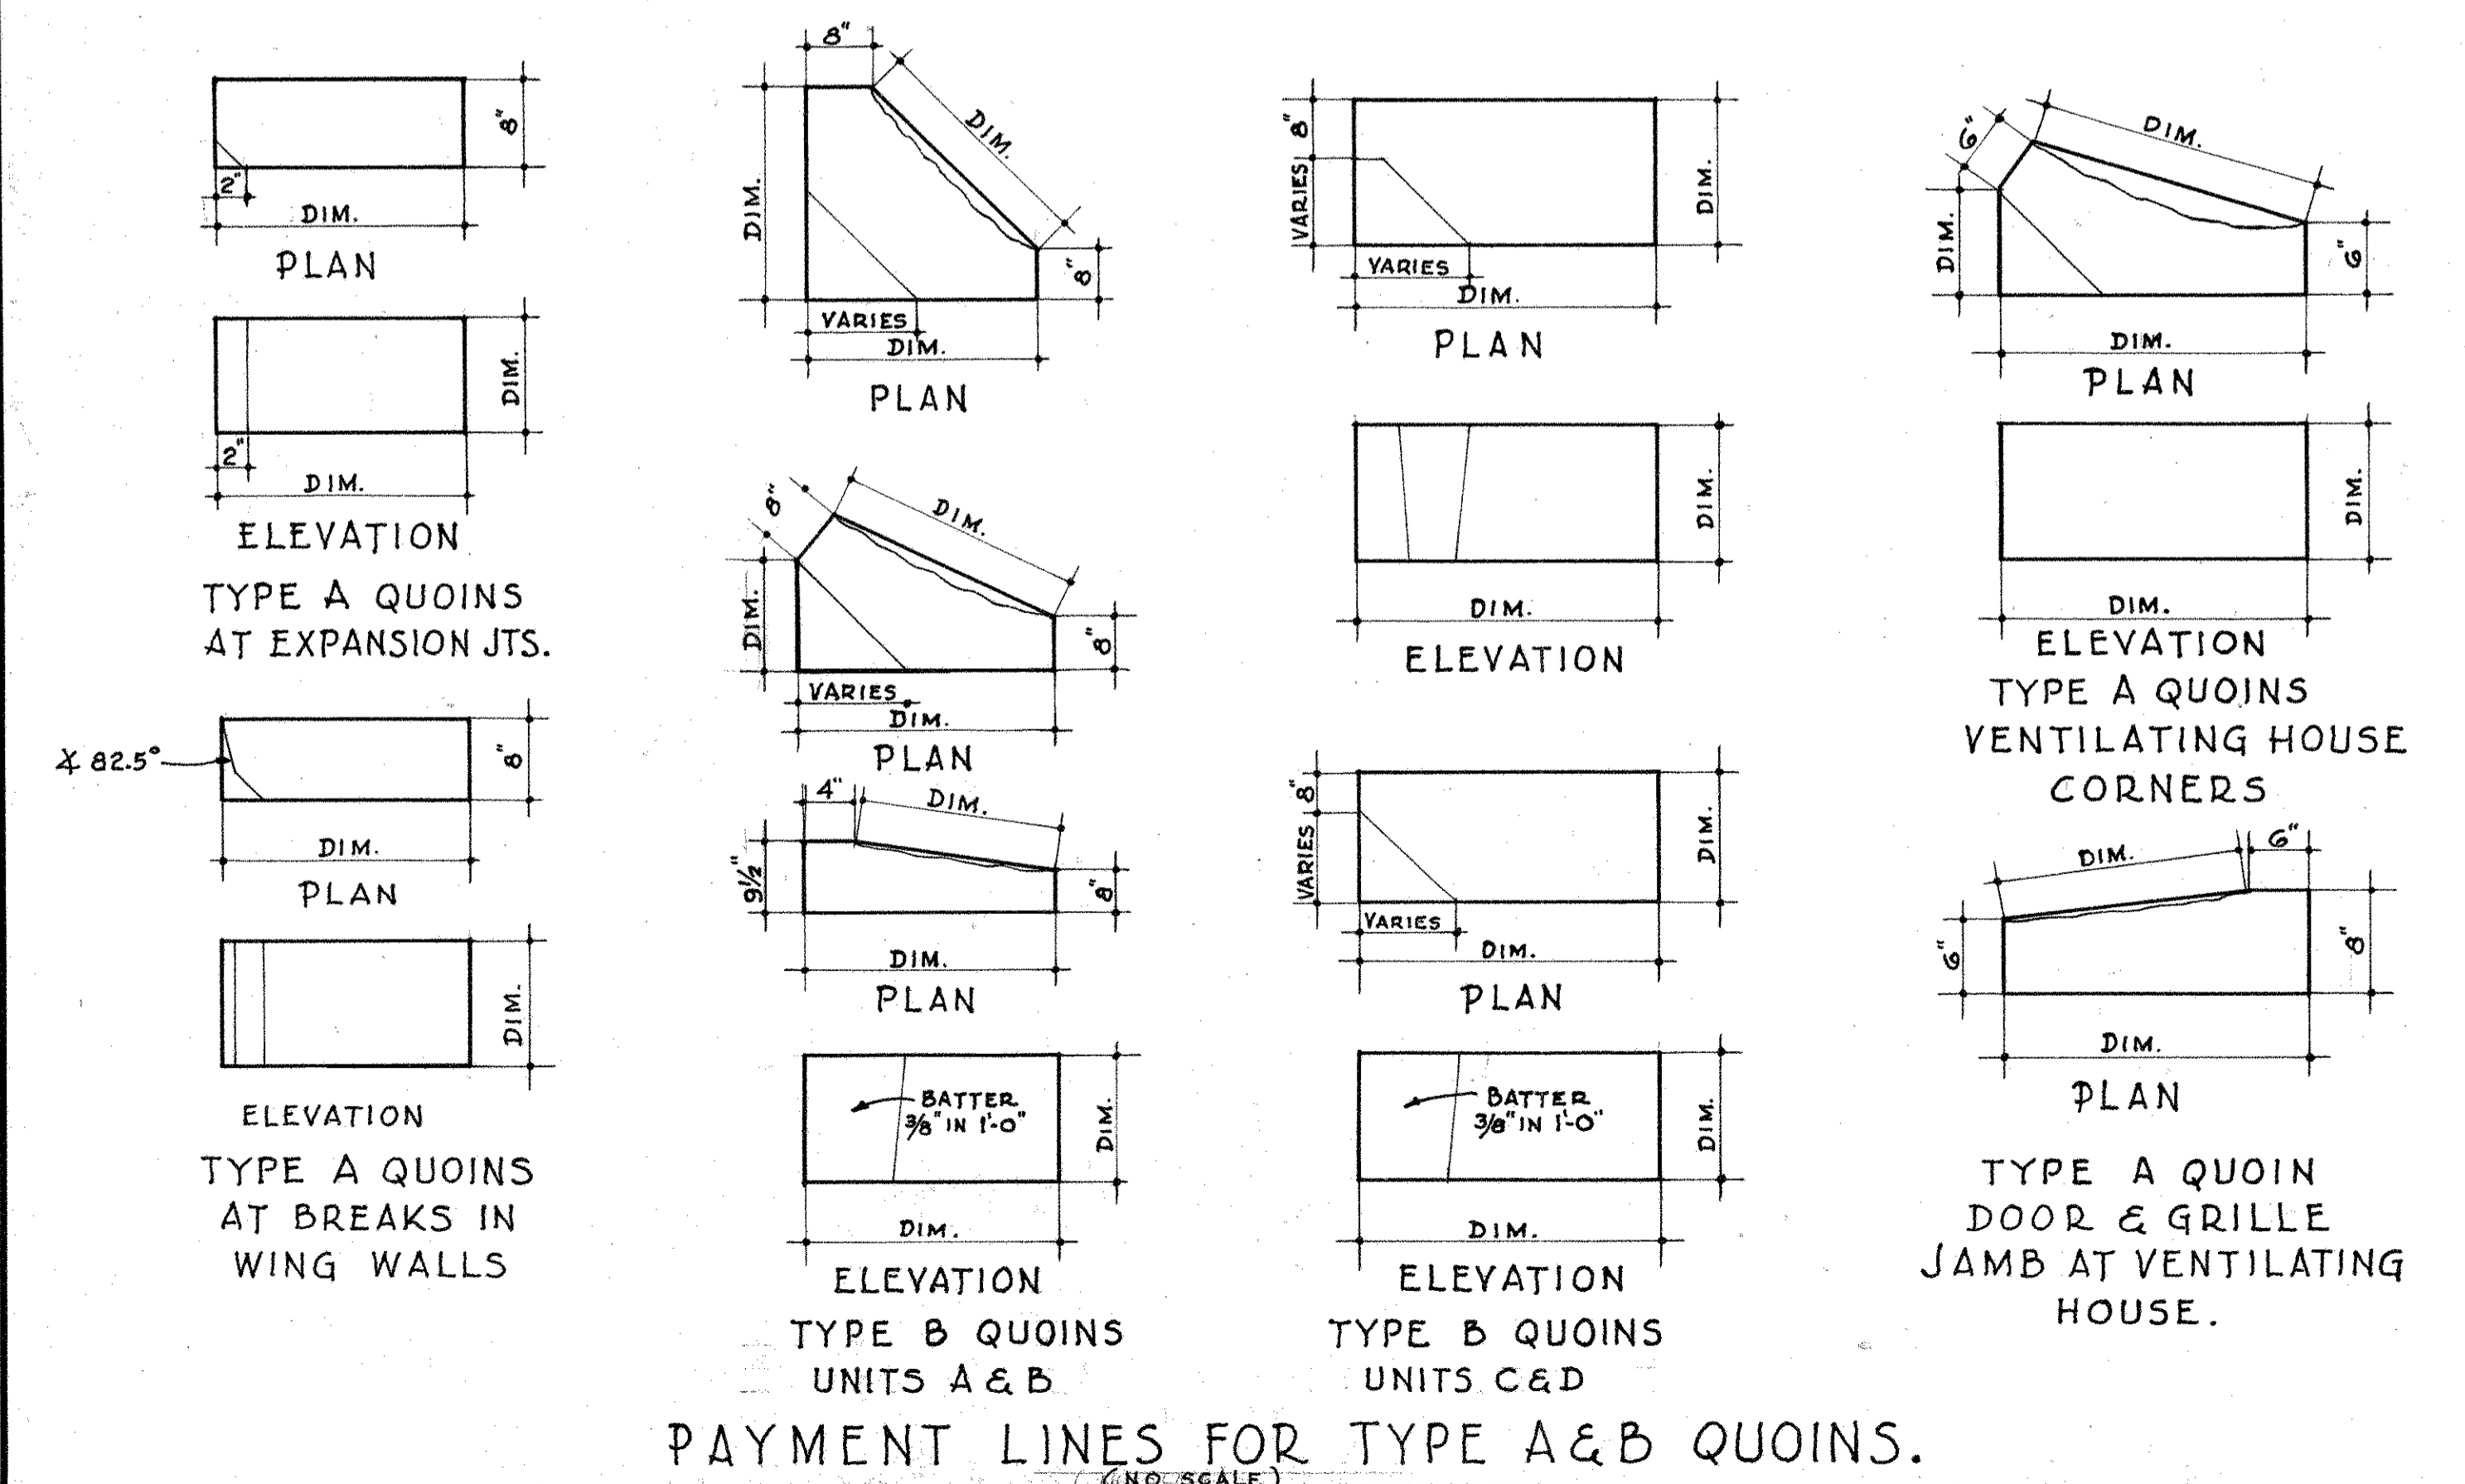 8"
2"
DIM.
PLAN
DIM.
2"
DIM.
ELEVATION
TYPE A QUOINS
AT EXPANSION JTS.
∡ 82.5°
8"
DIM.
PLAN
DIM.
ELEVATION
TYPE A QUOINS
AT BREAKS IN
WING WALLS
8"
DIM.
DIM.
8"
VARIES
DIM.
PLAN
8"
DIM.
DIM.
8"
VARIES
DIM.
PLAN
4"
DIM.
9½"
8"
DIM.
PLAN
BATTER
3/8" IN 1'-0"
DIM.
DIM.
ELEVATION
TYPE B QUOINS
UNITS A & B
8"
VARIES
DIM.
VARIES
DIM.
PLAN
DIM.
DIM.
ELEVATION
8"
VARIES
DIM.
VARIES
DIM.
PLAN
BATTER
3/8" IN 1'-0"
DIM.
DIM.
ELEVATION
TYPE B QUOINS
UNITS C & D
6"
DIM.
DIM.
6"
DIM.
PLAN
DIM.
DIM.
ELEVATION
TYPE A QUOINS
VENTILATING HOUSE
CORNERS
DIM.
6"
6"
8"
DIM.
PLAN
TYPE A QUOIN
DOOR & GRILLE
JAMB AT VENTILATING
HOUSE.
PAYMENT LINES FOR TYPE A & B QUOINS.
(NO SCALE)